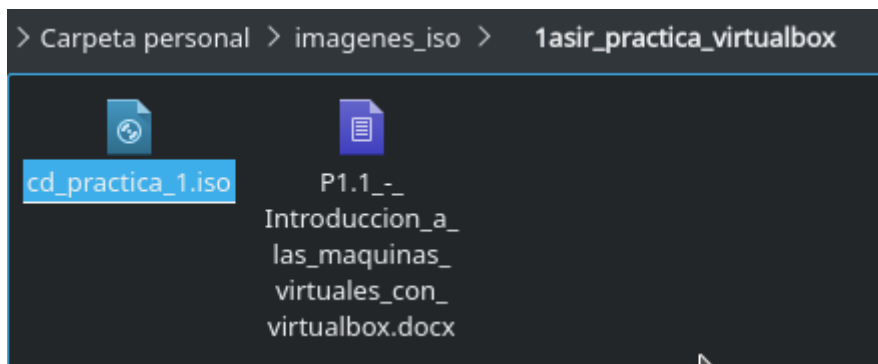 > Carpeta personal > imagenes_iso > 1asir_practica_virtualbox
cd_practica_1.iso
P1.1_-_
Introduccion_a_
las_maquinas_
virtuales_con_
virtualbox.docx